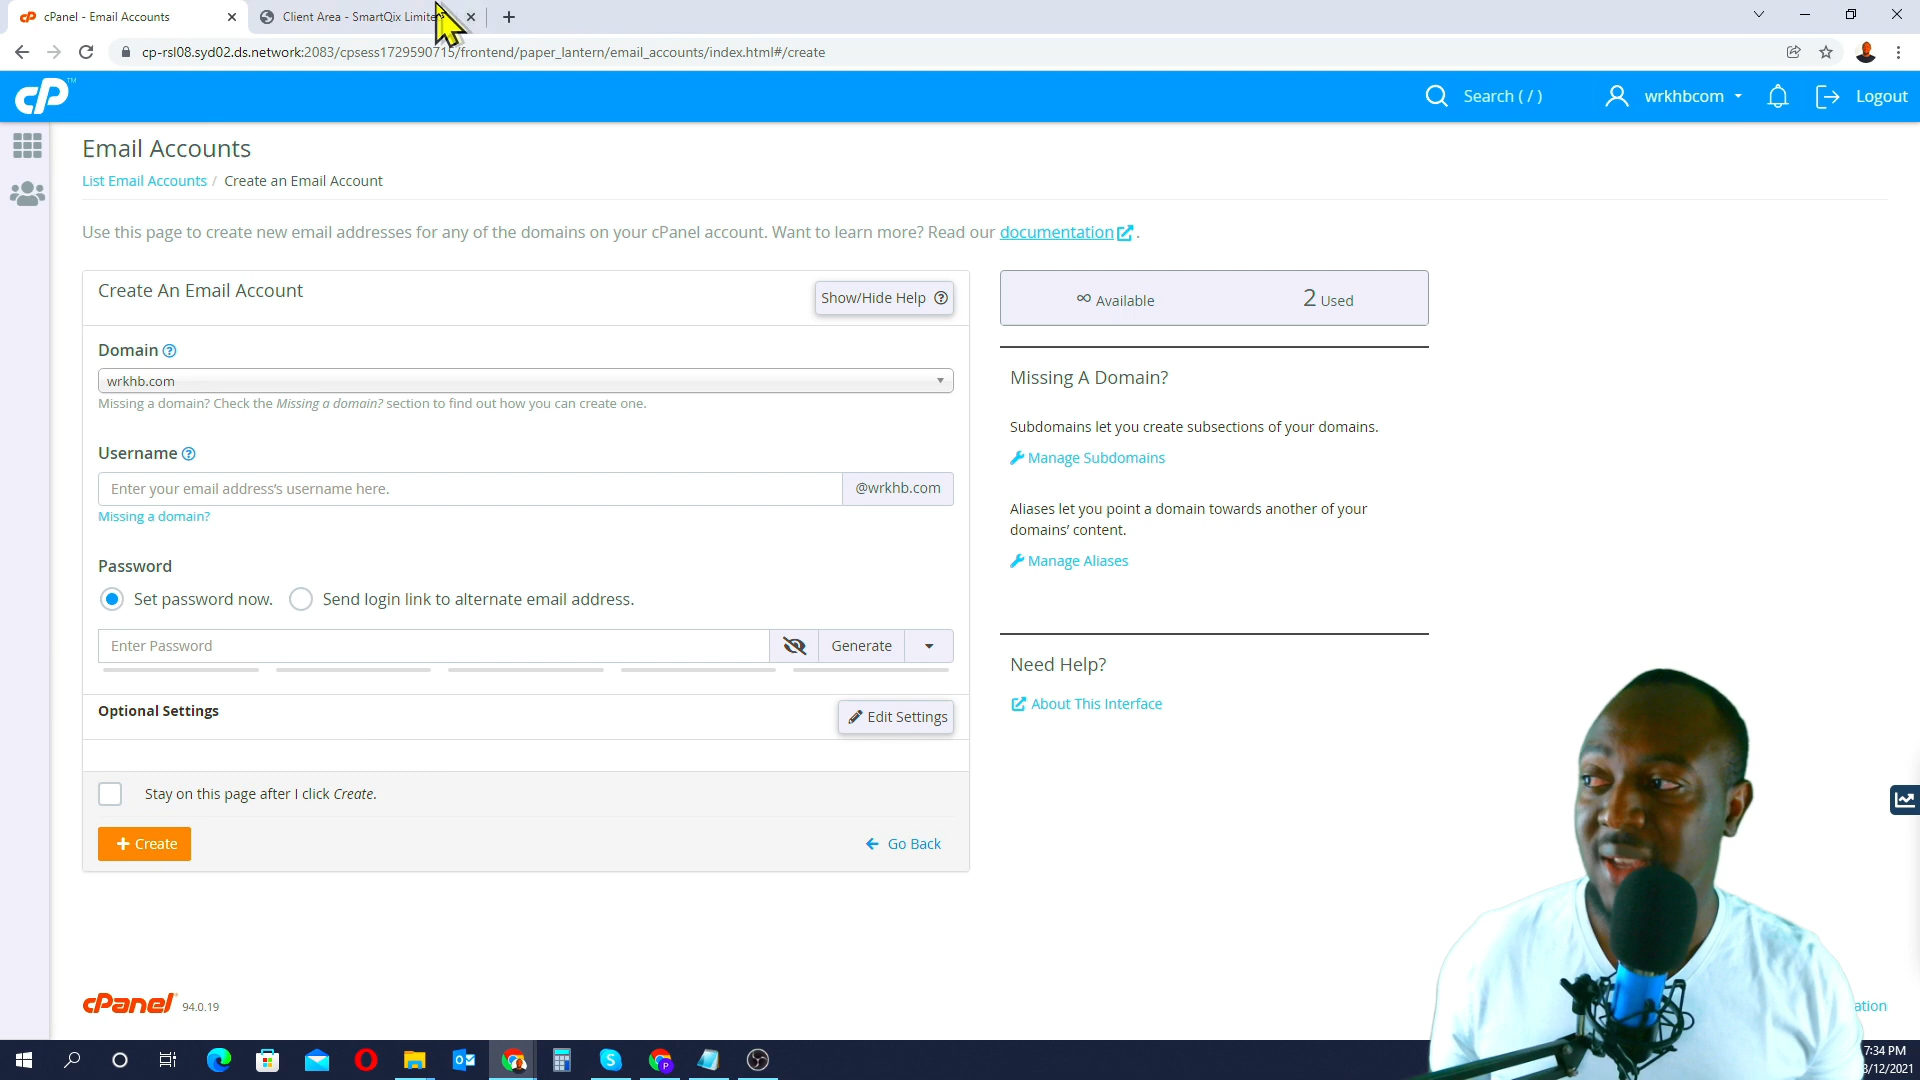 cPanel - Email Accounts
Client Area - SmartQix Limite
cp-rsl08.syd02.ds.network:2083/cpsess1729590715/frontend/paper_lantern/email_accounts/index.html#/create
cP
Search ( / )
wrkhbcom
Logout
Email Accounts
List Email Accounts / Create an Email Account
Use this page to create new email addresses for any of the domains on your cPanel account. Want to learn more? Read our documentation.
Create An Email Account
Show/Hide Help
∞ Available
2 Used
Domain
wrkhb.com
Missing a domain? Check the Missing a domain? section to find out how you can create one.
Missing A Domain?
Subdomains let you create subsections of your domains.
Manage Subdomains
Username
Enter your email address's username here.
@wrkhb.com
Missing a domain?
Aliases let you point a domain towards another of your
domains' content.
Manage Aliases
Password
Set password now.
Send login link to alternate email address.
Enter Password
Generate
Need Help?
About This Interface
Optional Settings
Edit Settings
Stay on this page after I click Create.
+ Create
Go Back
cPanel 94.0.19
7:34 PM
/12/2021